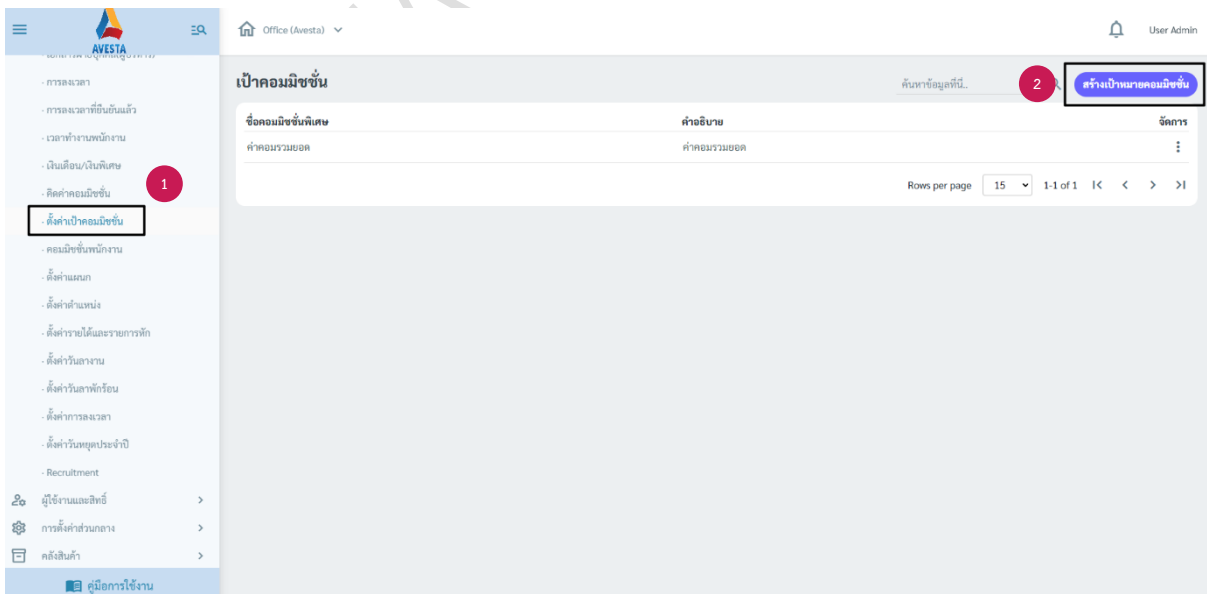 AVESTA
Office (Avesta)
User Admin
· การลงเวลา
· การลงเวลาที่ยืนยันแล้ว
· เวลาทำงานพนักงาน
· เงินเดือน/เงินพิเศษ
· คิดค่าคอมมิชชั่น
1
· ตั้งค่าเป้าคอมมิชชั่น
· คอมมิชชั่นพนักงาน
· ตั้งค่าแผนก
· ตั้งค่าตำแหน่ง
· ตั้งค่ารายได้และรายการหัก
· ตั้งค่าวันลางาน
· ตั้งค่าวันลาพักร้อน
· ตั้งค่าการลงเวลา
· ตั้งค่าวันหยุดประจำปี
· Recruitment
ผู้ใช้งานและสิทธิ์
การตั้งค่าส่วนกลาง
คลังสินค้า
คู่มือการใช้งาน
เป้าคอมมิชชั่น
ค้นหาข้อมูลที่นี่..
2
สร้างเป้าหมายคอมมิชชั่น
ชื่อคอมมิชชั่นพิเศษ คำอธิบาย จัดการ
ค่าคอมรวมยอด ค่าคอมรวมยอด
Rows per page 15 1-1 of 1